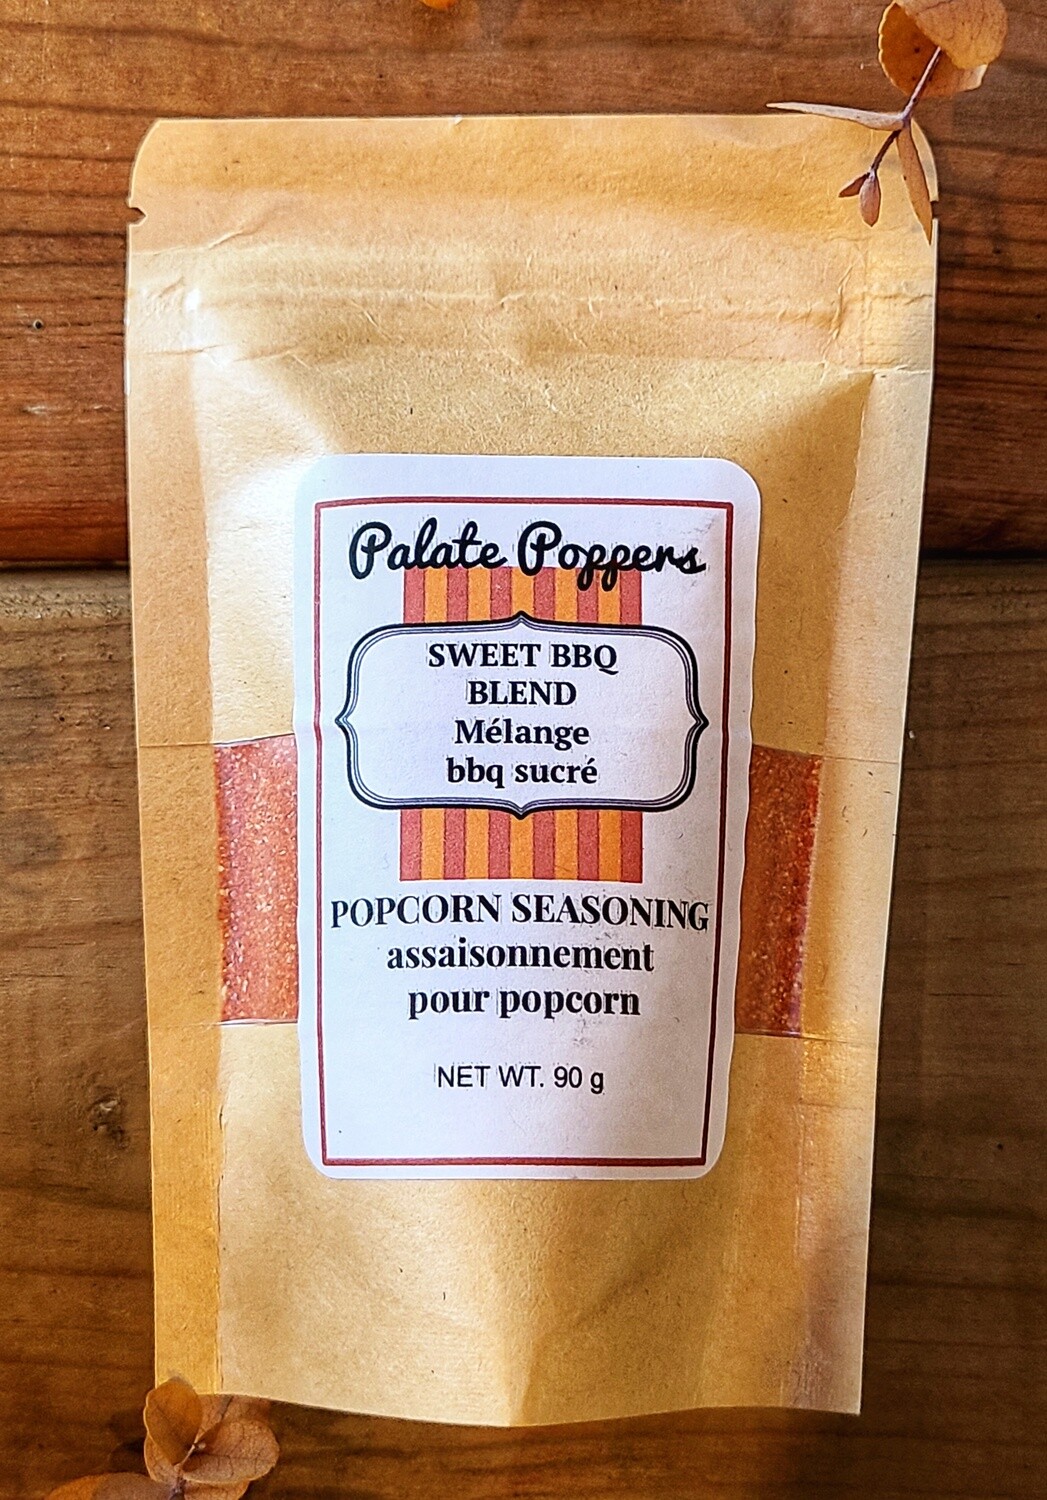 Palate Poppers
SWEET BBQ
BLEND
Mélange
bbq sucré
POPCORN SEASONING
assaisonnement
pour popcorn
NET WT. 90 g